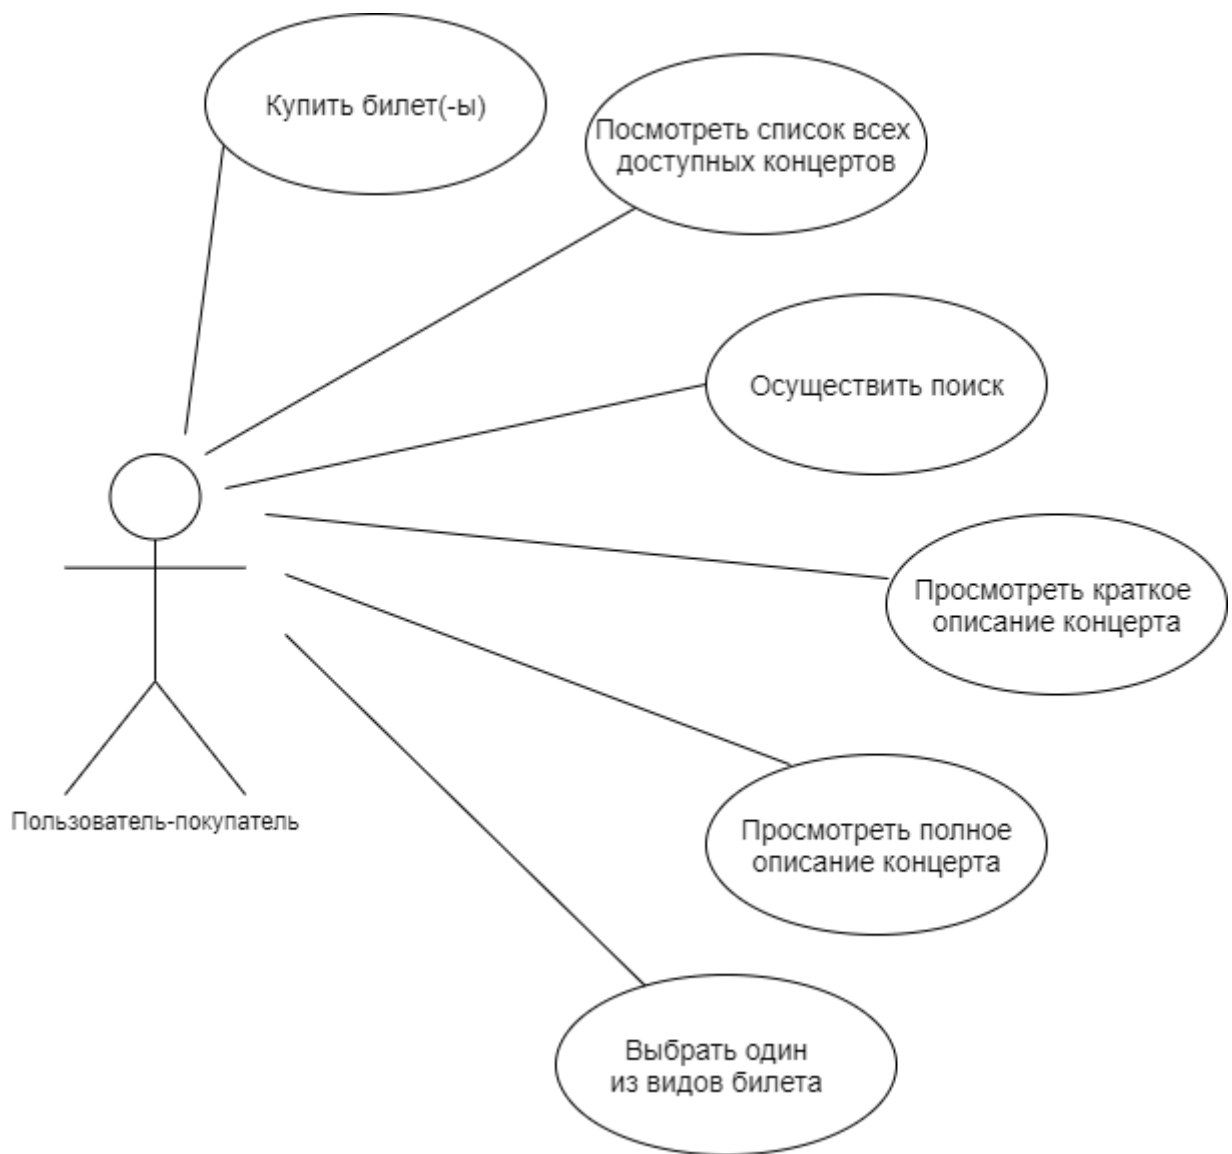 Купить билет(-ы)
Посмотреть список всех
доступных концертов
Осуществить поиск
Просмотреть краткое
описание концерта
Пользователь-покупатель
Просмотреть полное
описание концерта
Выбрать один
из видов билета